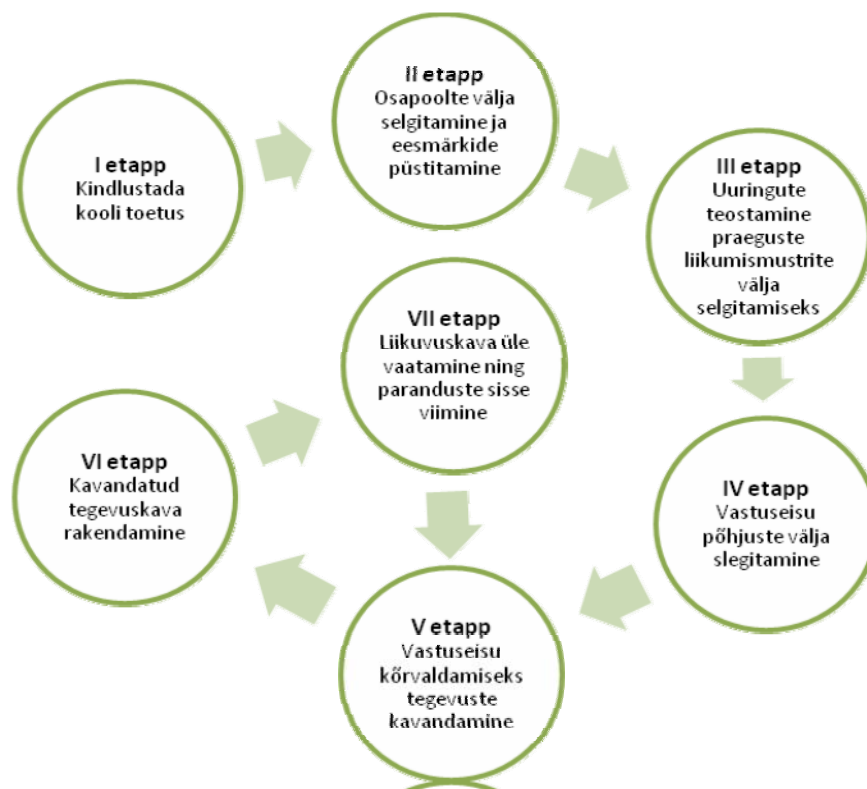 I etapp
Kindlustada
kooli toetus
II etapp
Osapoolte välja
selgitamine ja
eesmärkide
püstitamine
III etapp
Uuringute
teostamine
praeguste
liikumismustrite
välja
selgitamiseks
IV etapp
Vastuseisu
põhjuste välja
slegitamine
V etapp
Vastuseisu
kõrvaldamiseks
tegevuste
kavandamine
VI etapp
Kavandatud
tegevuskava
rakendamine
VII etapp
Liikuvuskava üle
vaatamine ning
paranduste sisse
viimine